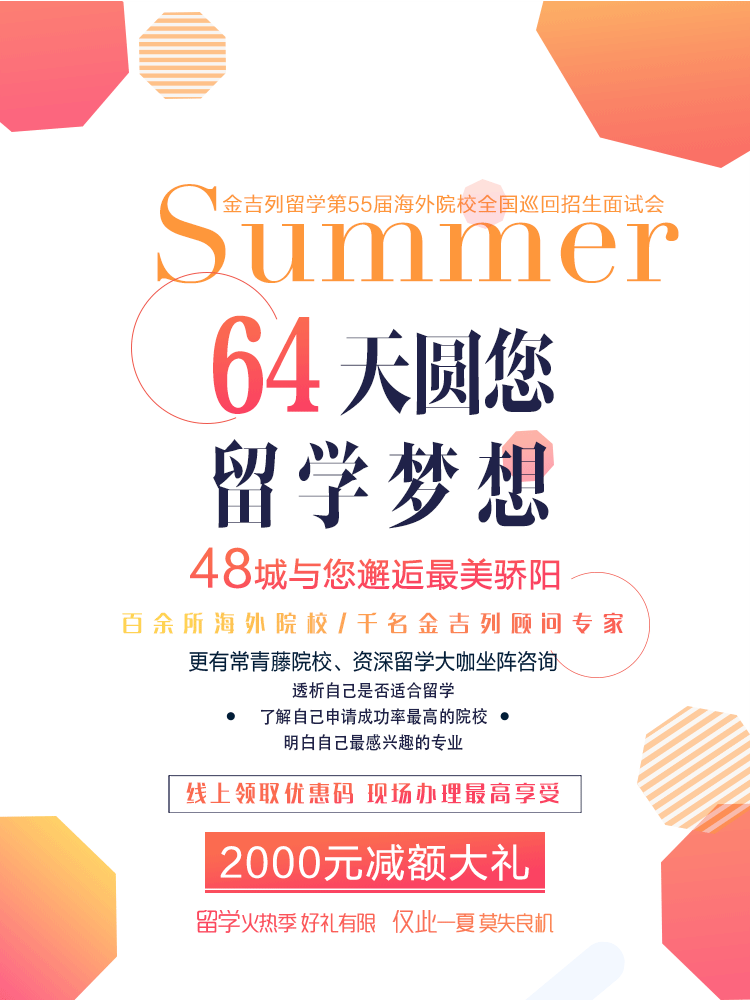 金吉列留学第55届海外院校全国巡回招生面试会
Summer
64天圆您
留学梦想
48城与您邂逅最美骄阳
百余所海外院校/千名金吉列顾问专家
更有常青藤院校、资深留学大咖坐阵咨询
透析自己是否适合留学
• 了解自己申请成功率最高的院校 •
明白自己最感兴趣的专业
线上领取优惠码 现场办理最高享受
2000元减额大礼
留学火热季 好礼有限 仅此一夏 莫失良机